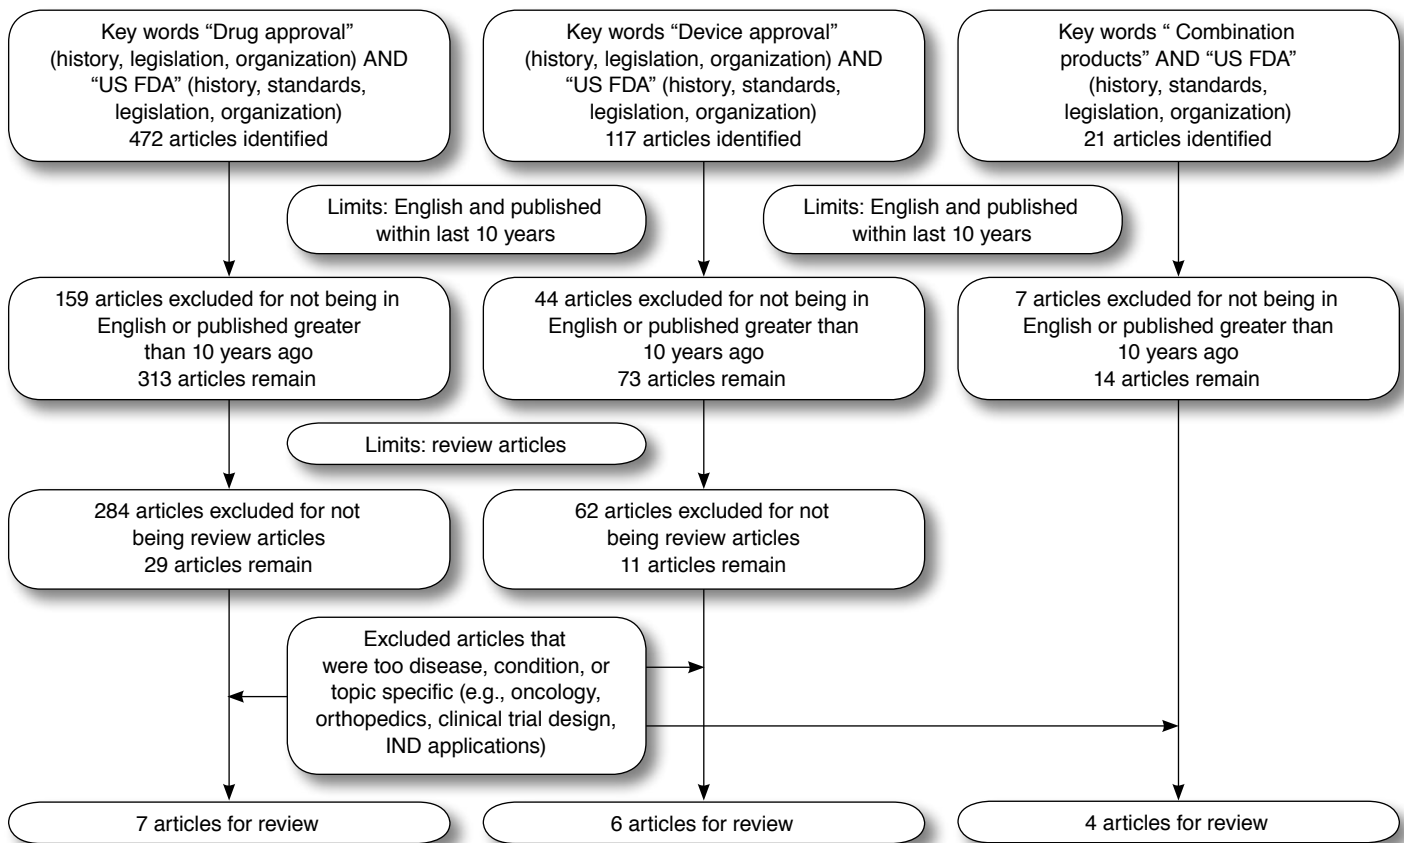 Key words “Drug approval”
(history, legislation, organization) AND
“US FDA” (history, standards,
legislation, organization)
472 articles identified
Key words “Device approval”
(history, legislation, organization) AND
“US FDA” (history, standards,
legislation, organization)
117 articles identified
Key words “ Combination
products” AND “US FDA”
(history, standards,
legislation, organization)
21 articles identified
Limits: English and published
within last 10 years
Limits: English and published
within last 10 years
159 articles excluded for not being in
English or published greater
than 10 years ago
313 articles remain
44 articles excluded for not being in
English or published greater than
10 years ago
73 articles remain
7 articles excluded for not being in
English or published greater than
10 years ago
14 articles remain
Limits: review articles
284 articles excluded for not
being review articles
29 articles remain
62 articles excluded for not
being review articles
11 articles remain
Excluded articles that
were too disease, condition, or
topic specific (e.g., oncology,
orthopedics, clinical trial design,
IND applications)
7 articles for review
6 articles for review
4 articles for review